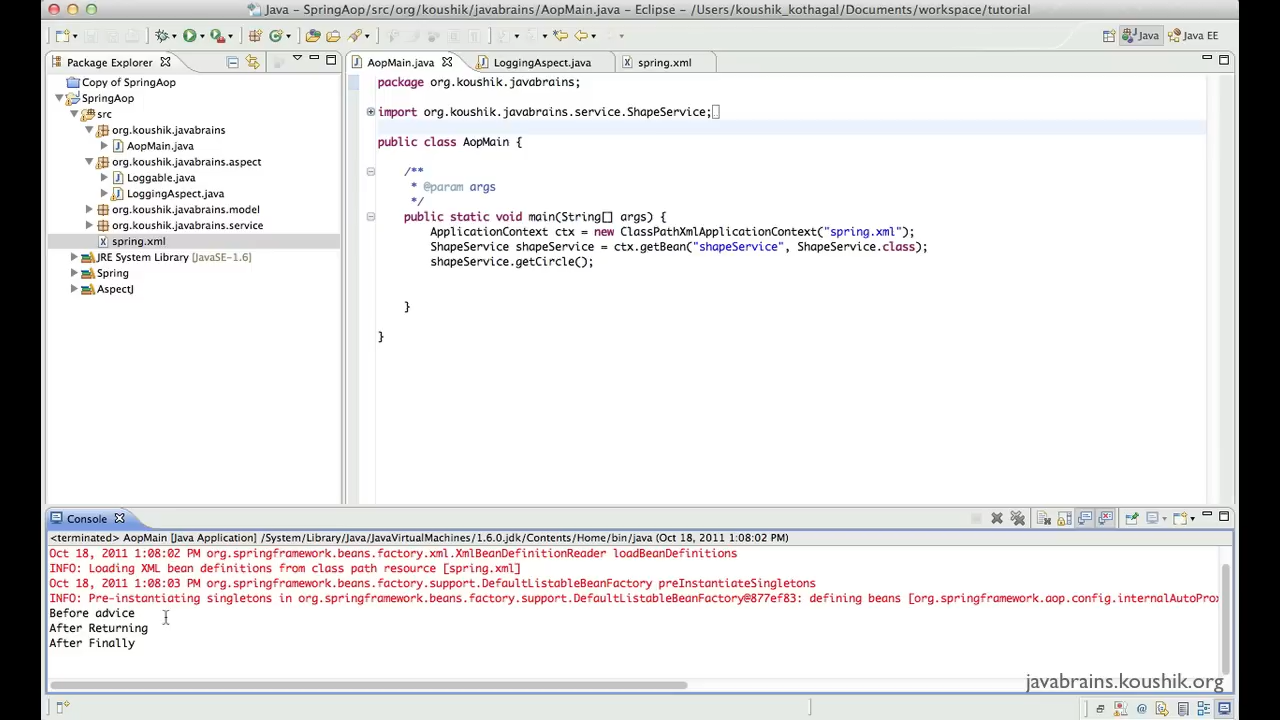 Java - SpringAop/src/org/koushik/javabrains/AopMain.java - Eclipse - /Users/koushik_kothagal/Documents/workspace/tutorial
Java
Java EE
Package Explorer
Copy of SpringAop
SpringAop
src
org.koushik.javabrains
AopMain.java
org.koushik.javabrains.aspect
Loggable.java
LoggingAspect.java
org.koushik.javabrains.model
org.koushik.javabrains.service
spring.xml
JRE System Library [JavaSE-1.6]
Spring
AspectJ
AopMain.java
LoggingAspect.java
spring.xml
package org.koushik.javabrains;
import org.koushik.javabrains.service.ShapeService;
public class AopMain {
/**
* @param args
*/
public static void main(String[] args) {
ApplicationContext ctx = new ClassPathXmlApplicationContext("spring.xml");
ShapeService shapeService = ctx.getBean("shapeService", ShapeService.class);
shapeService.getCircle();
}
}
Console
<terminated> AopMain [Java Application] /System/Library/Java/JavaVirtualMachines/1.6.0.jdk/Contents/Home/bin/java (Oct 18, 2011 1:08:02 PM)
Oct 18, 2011 1:08:02 PM org.springframework.beans.factory.xml.XmlBeanDefinitionReader loadBeanDefinitions
INFO: Loading XML bean definitions from class path resource [spring.xml]
Oct 18, 2011 1:08:03 PM org.springframework.beans.factory.support.DefaultListableBeanFactory preInstantiateSingletons
INFO: Pre-instantiating singletons in org.springframework.beans.factory.support.DefaultListableBeanFactory@877ef83: defining beans [org.springframework.aop.config.internalAutoProx
Before advice
After Returning
After Finally
javabrains.koushik.org